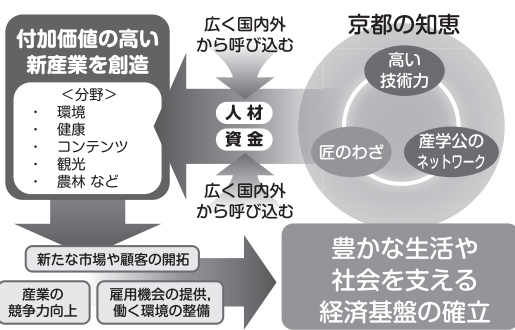 付加価値の高い
新産業を創造
＜分野＞
・ 環境
・ 健康
・ コンテンツ
・ 観光
・ 農林 など
広く国内外
から呼び込む
人材
資金
広く国内外
から呼び込む
京都の知恵
高い
技術力
匠のわざ
産学公の
ネットワーク
新たな市場や顧客の開拓
産業の
競争力向上
雇用機会の提供,
働く環境の整備
豊かな生活や
社会を支える
経済基盤の確立